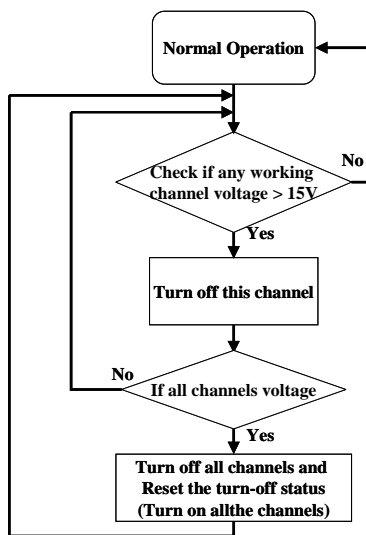 Normal Operation
Check if any working
channel voltage > 15V
No
Yes
Turn off this channel
No
If all channels voltage
Yes
Turn off all channels and
Reset the turn-off status
(Turn on allthe channels)